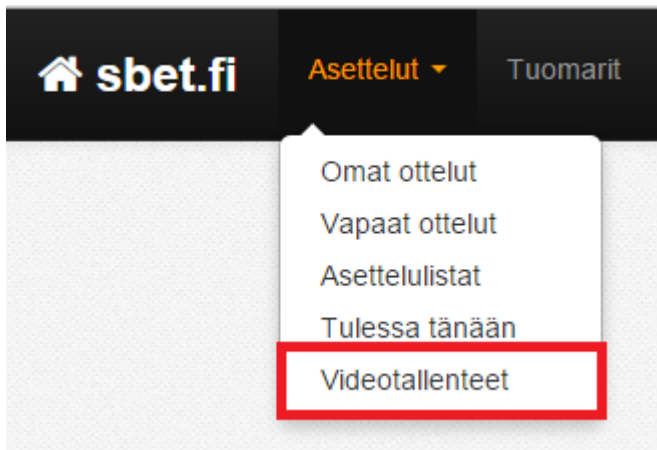 sbet.fi Asettelut Tuomarit
Omat ottelut
Vapaat ottelut
Asettelulistat
Tulessa tänään
Videotallenteet